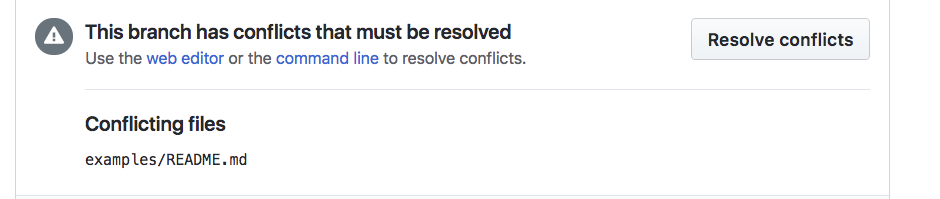 This branch has conflicts that must be resolved
Resolve conflicts
Use the web editor or the command line to resolve conflicts.
Conflicting files
examples/README.md